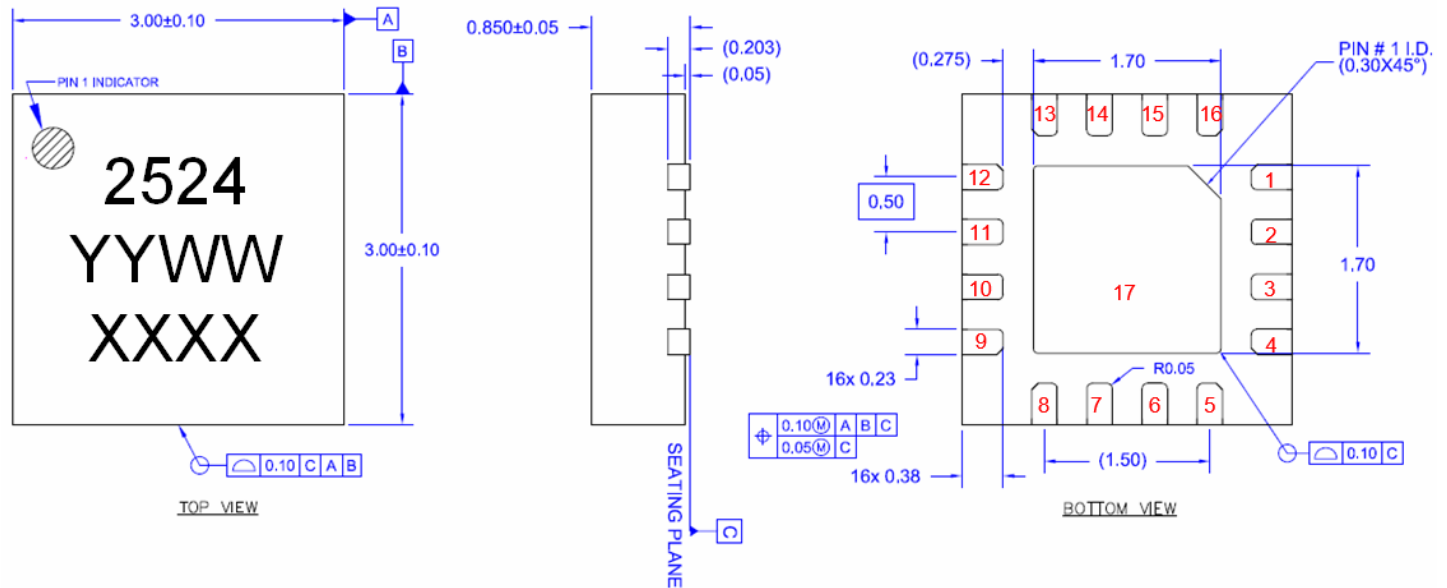 3.00±0.10
A
B
PIN 1 INDICATOR
2524
YYWW
XXXX
3.00±0.10
0.10 C A B
TOP VIEW
0.850±0.05
(0.203)
(0.05)
SEATING PLANE
C
(0.275)
1.70
PIN # 1 I.D.
(0.30X45°)
13 14 15 16
12
11
10
9
0.50
1
2
3
4
17
1.70
16x 0.23
R0.05
8 7 6 5
0.10Ⓜ A B C
0.05Ⓜ C
16x 0.38
(1.50)
0.10 C
BOTTOM VIEW